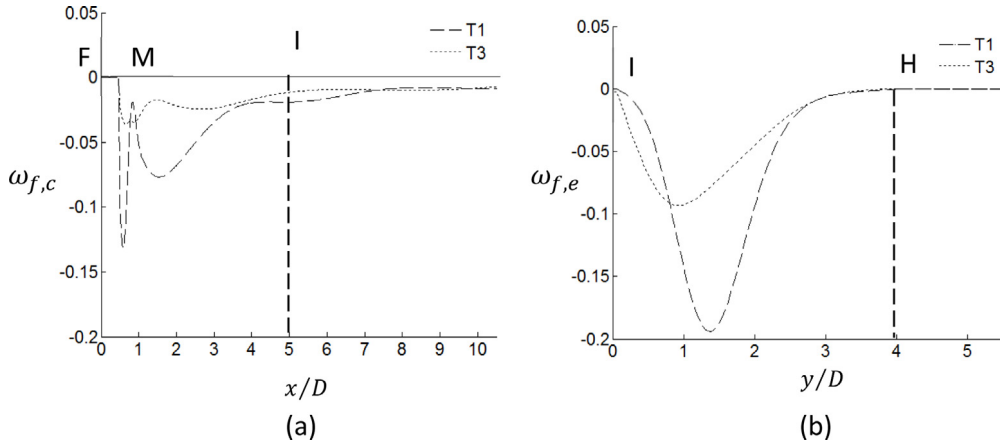 0.05
0
-0.05
-0.1
-0.15
-0.2
ω_{f,c}
F
M
I
T1
T3
0 1 2 3 4 5 6 7 8 9 10
x/D
(a)
0.05
0
-0.05
-0.1
-0.15
-0.2
ω_{f,e}
I
H
T1
T3
0 1 2 3 4 5
y/D
(b)